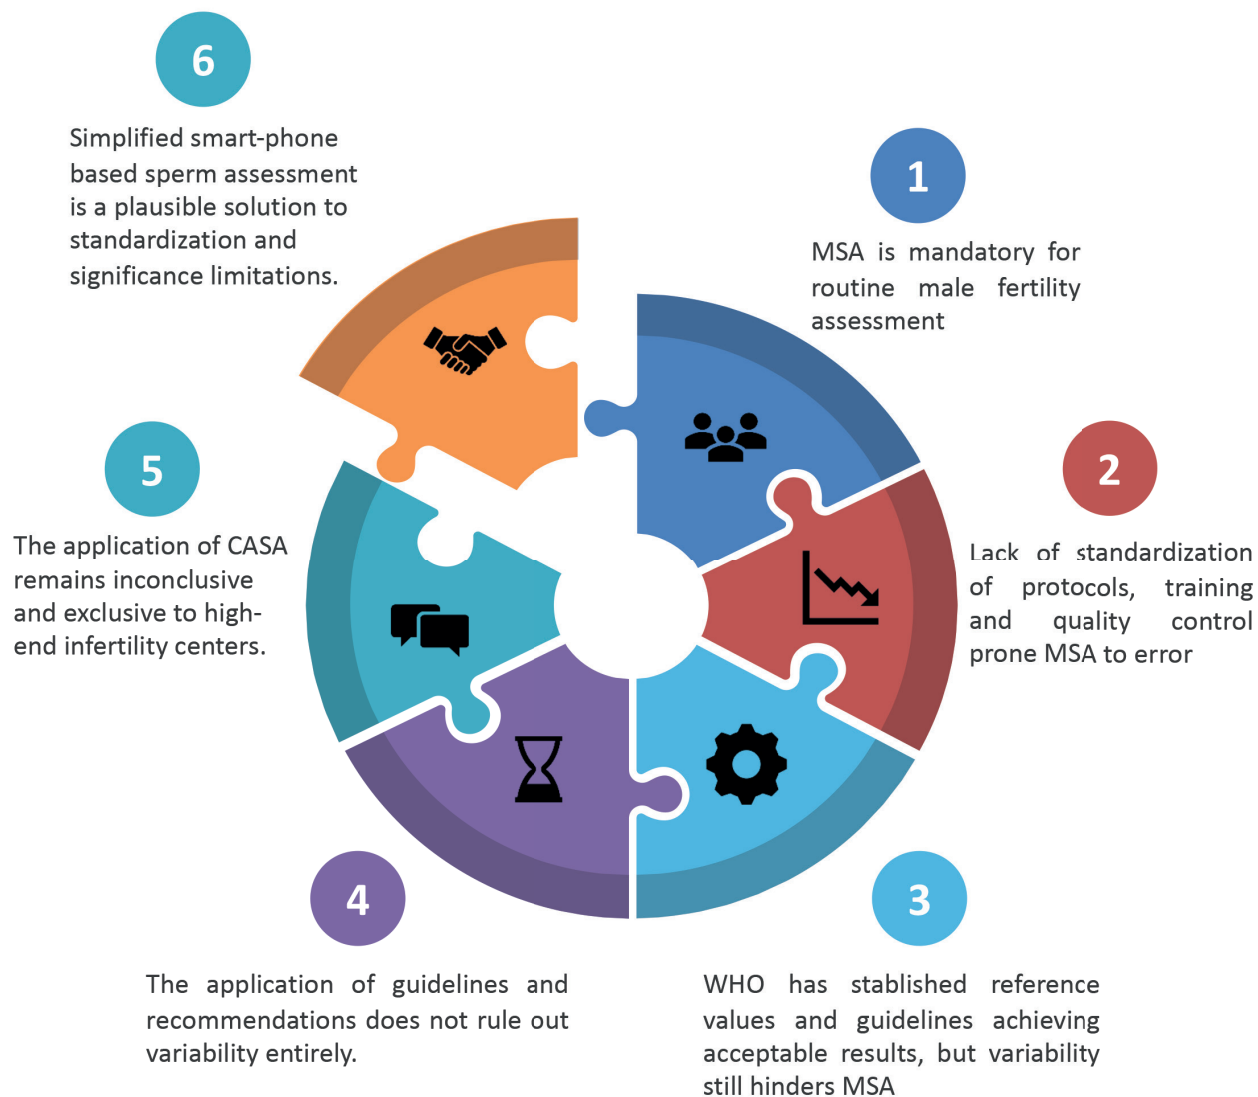 1
MSA is mandatory for
routine male fertility
assessment
2
Lack of standardization
of protocols, training
and quality control
prone MSA to error
3
WHO has stablished reference
values and guidelines achieving
acceptable results, but variability
still hinders MSA
4
The application of guidelines and
recommendations does not rule out
variability entirely.
5
The application of CASA
remains inconclusive
and exclusive to high-
end infertility centers.
6
Simplified smart-phone
based sperm assessment
is a plausible solution to
standardization and
significance limitations.